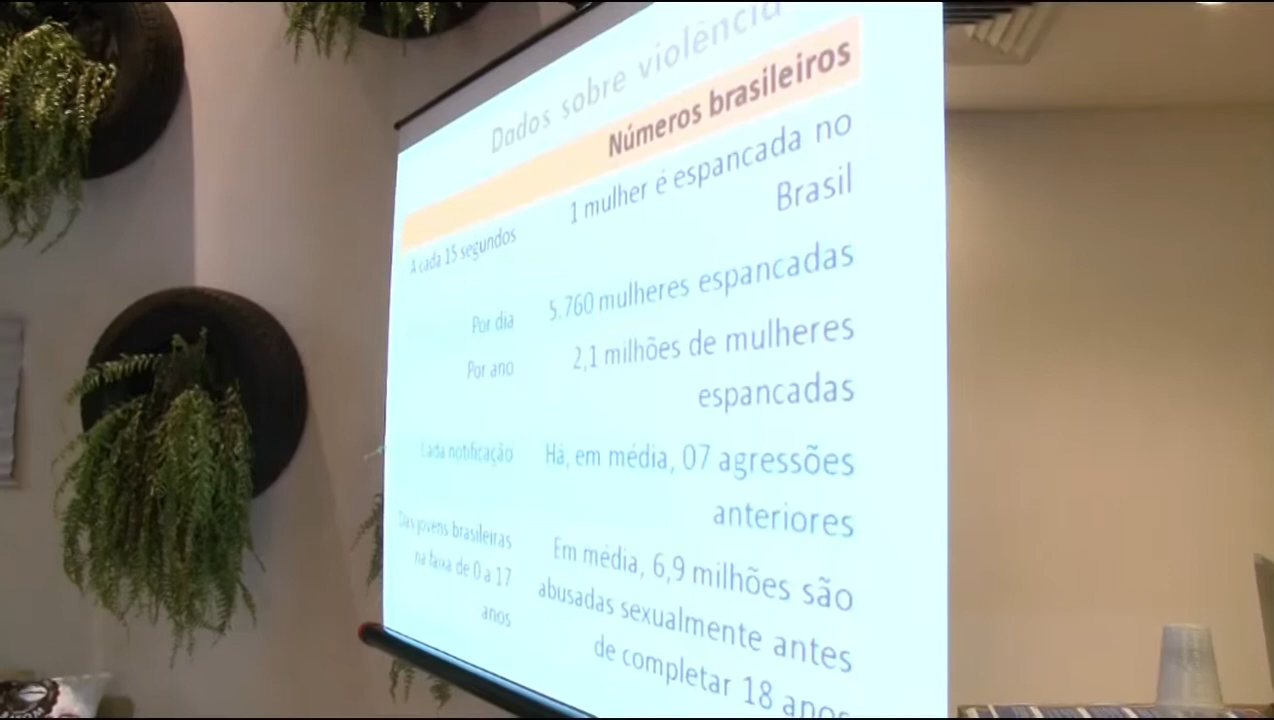 Dados sobre violência
Números brasileiros
A cada 15 segundos
1 mulher é espancada no
Brasil
Por dia
5.760 mulheres espancadas
Por ano
2,1 milhões de mulheres
espancadas
Cada notificação
Há, em média, 07 agressões
anteriores
Das jovens brasileiras
na faixa de 0 a 17
anos
Em média, 6,9 milhões são
abusadas sexualmente antes
de completar 18 anos